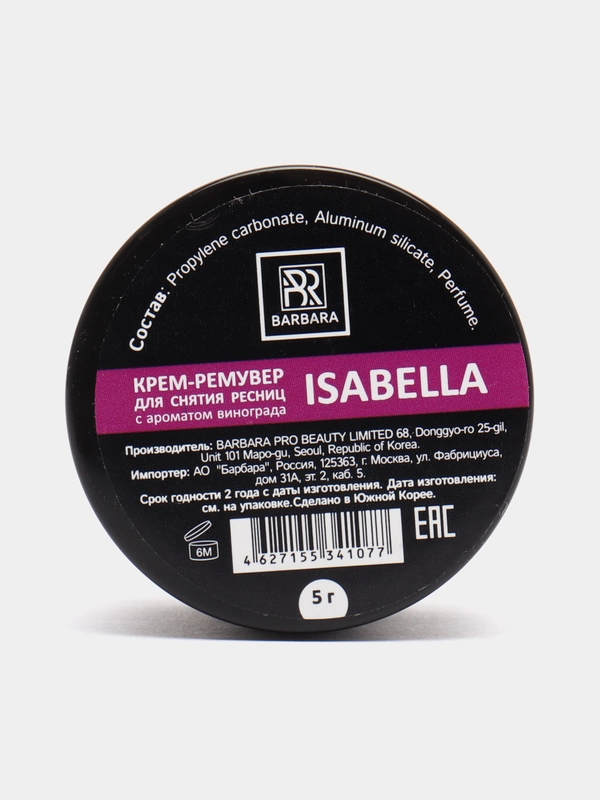 Состав: Propylene carbonate, Aluminum silicate, Perfume.
BR
BARBARA
КРЕМ-РЕМУВЕР
ДЛЯ СНЯТИЯ РЕСНИЦ
с ароматом винограда
ISABELLA
Производитель: BARBARA PRO BEAUTY LIMITED 68, Donggyo-ro 25-gil,
Unit 101 Mapo-gu, Seoul, Republic of Korea.
Импортер: АО "Барбара", Россия, 125363, г. Москва, ул. Фабрициуса,
дом 31А, эт. 2, каб. 5.
Срок годности 2 года с даты изготовления. Дата изготовления:
см. на упаковке.Сделано в Южной Корее.
6M
4 627155 341077
EAC
5 г